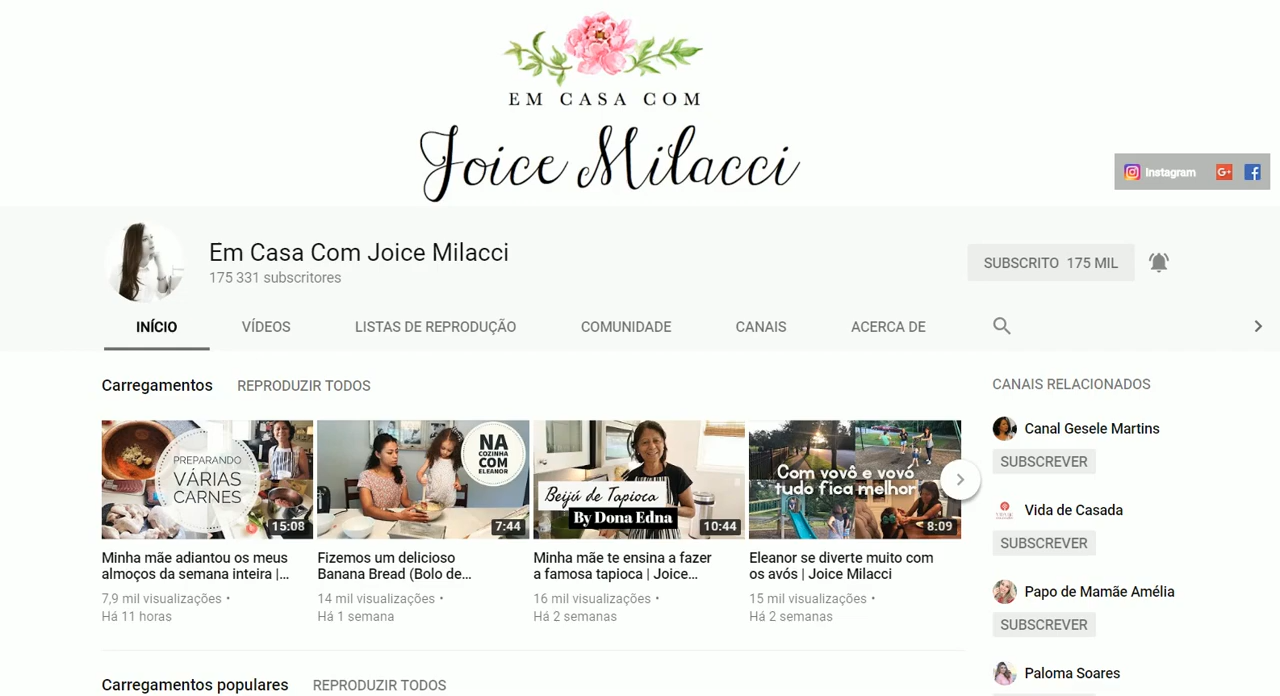 EM CASA COM
Joice Milacci
Instagram
G+
f
Em Casa Com Joice Milacci
175 331 subscritores
SUBSCRITO 175 MIL
INÍCIO VÍDEOS LISTAS DE REPRODUÇÃO COMUNIDADE CANAIS ACERCA DE
Carregamentos REPRODUZIR TODOS
PREPARANDO
VÁRIAS
CARNES
15:08
Minha mãe adiantou os meus
almoços da semana inteira |...
7,9 mil visualizações •
Há 11 horas
NA
COZINHA
COM
ELEANOR
7:44
Fizemos um delicioso
Banana Bread (Bolo de...
14 mil visualizações •
Há 1 semana
Beijú de Tapioca
By Dona Edna
10:44
Minha mãe te ensina a fazer
a famosa tapioca | Joice...
16 mil visualizações •
Há 2 semanas
Com vovô e vovó
tudo fica melhor
8:09
Eleanor se diverte muito com
os avós | Joice Milacci
15 mil visualizações •
Há 2 semanas
CANAIS RELACIONADOS
Canal Gesele Martins
SUBSCREVER
Vida de Casada
SUBSCREVER
Papo de Mamãe Amélia
SUBSCREVER
Paloma Soares
Carregamentos populares REPRODUZIR TODOS